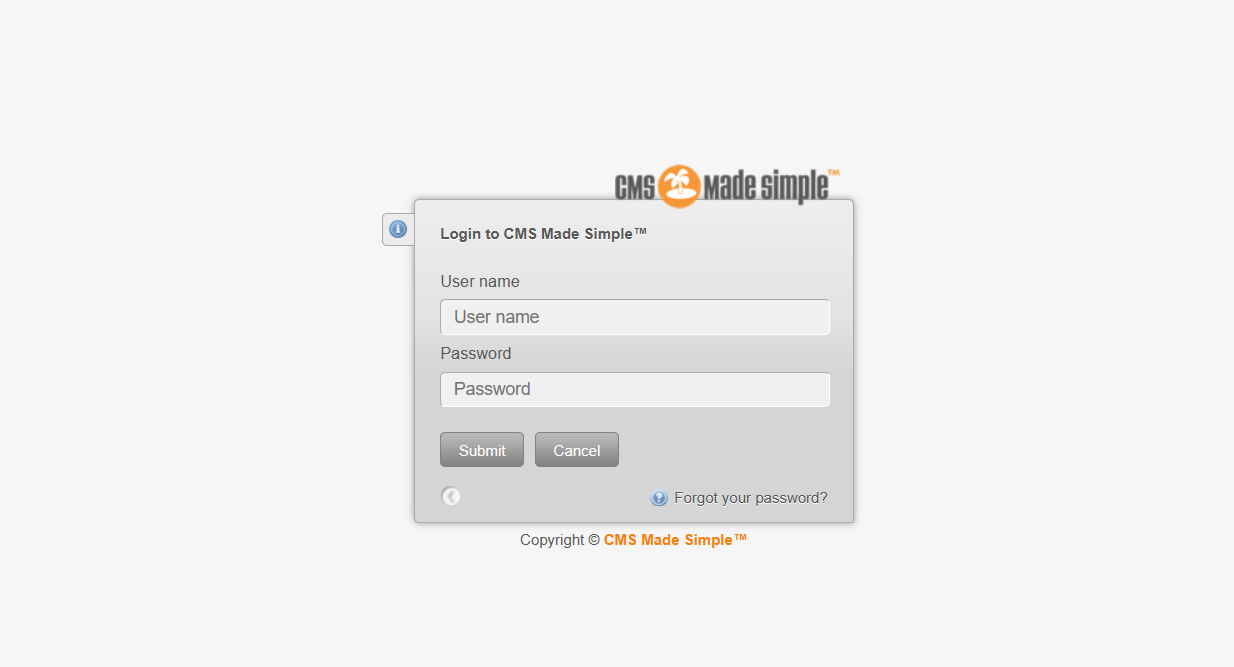 CMS Made simple™
Login to CMS Made Simple™
User name
User name
Password
Password
Submit Cancel
Forgot your password?
Copyright © CMS Made Simple™